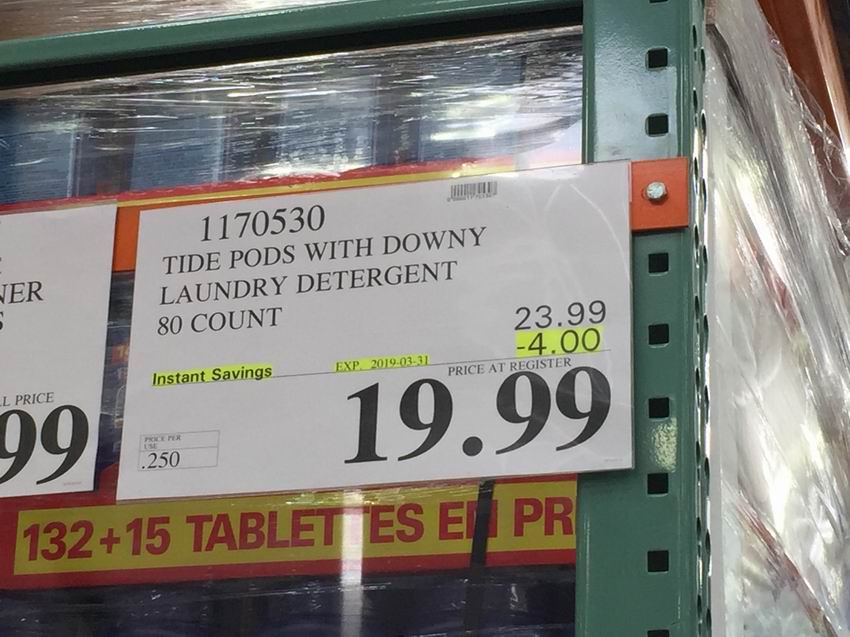 NER
L PRICE
99
1170530
TIDE PODS WITH DOWNY
LAUNDRY DETERGENT
80 COUNT
23.99
-4.00
Instant Savings
EXP. 2019-03-31
PRICE AT REGISTER
19.99
PRICE PER
USE
.250
132+15 TABLETTES EN PR